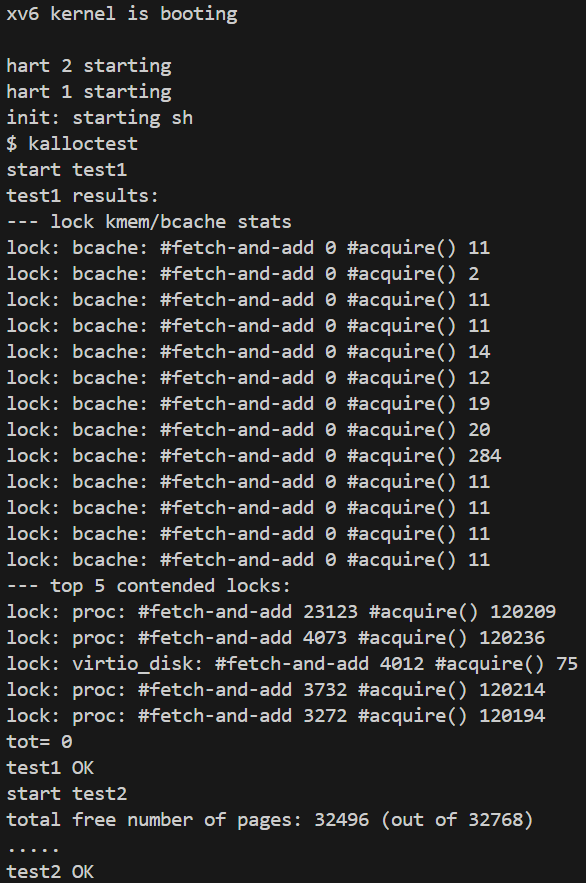 xv6 kernel is booting
hart 2 starting
hart 1 starting
init: starting sh
$ kalloctest
start test1
test1 results:
--- lock kmem/bcache stats
lock: bcache: #fetch-and-add 0 #acquire() 11
lock: bcache: #fetch-and-add 0 #acquire() 2
lock: bcache: #fetch-and-add 0 #acquire() 11
lock: bcache: #fetch-and-add 0 #acquire() 11
lock: bcache: #fetch-and-add 0 #acquire() 14
lock: bcache: #fetch-and-add 0 #acquire() 12
lock: bcache: #fetch-and-add 0 #acquire() 19
lock: bcache: #fetch-and-add 0 #acquire() 20
lock: bcache: #fetch-and-add 0 #acquire() 284
lock: bcache: #fetch-and-add 0 #acquire() 11
lock: bcache: #fetch-and-add 0 #acquire() 11
lock: bcache: #fetch-and-add 0 #acquire() 11
lock: bcache: #fetch-and-add 0 #acquire() 11
--- top 5 contended locks:
lock: proc: #fetch-and-add 23123 #acquire() 120209
lock: proc: #fetch-and-add 4073 #acquire() 120236
lock: virtio_disk: #fetch-and-add 4012 #acquire() 75
lock: proc: #fetch-and-add 3732 #acquire() 120214
lock: proc: #fetch-and-add 3272 #acquire() 120194
tot= 0
test1 OK
start test2
total free number of pages: 32496 (out of 32768)
.....
test2 OK